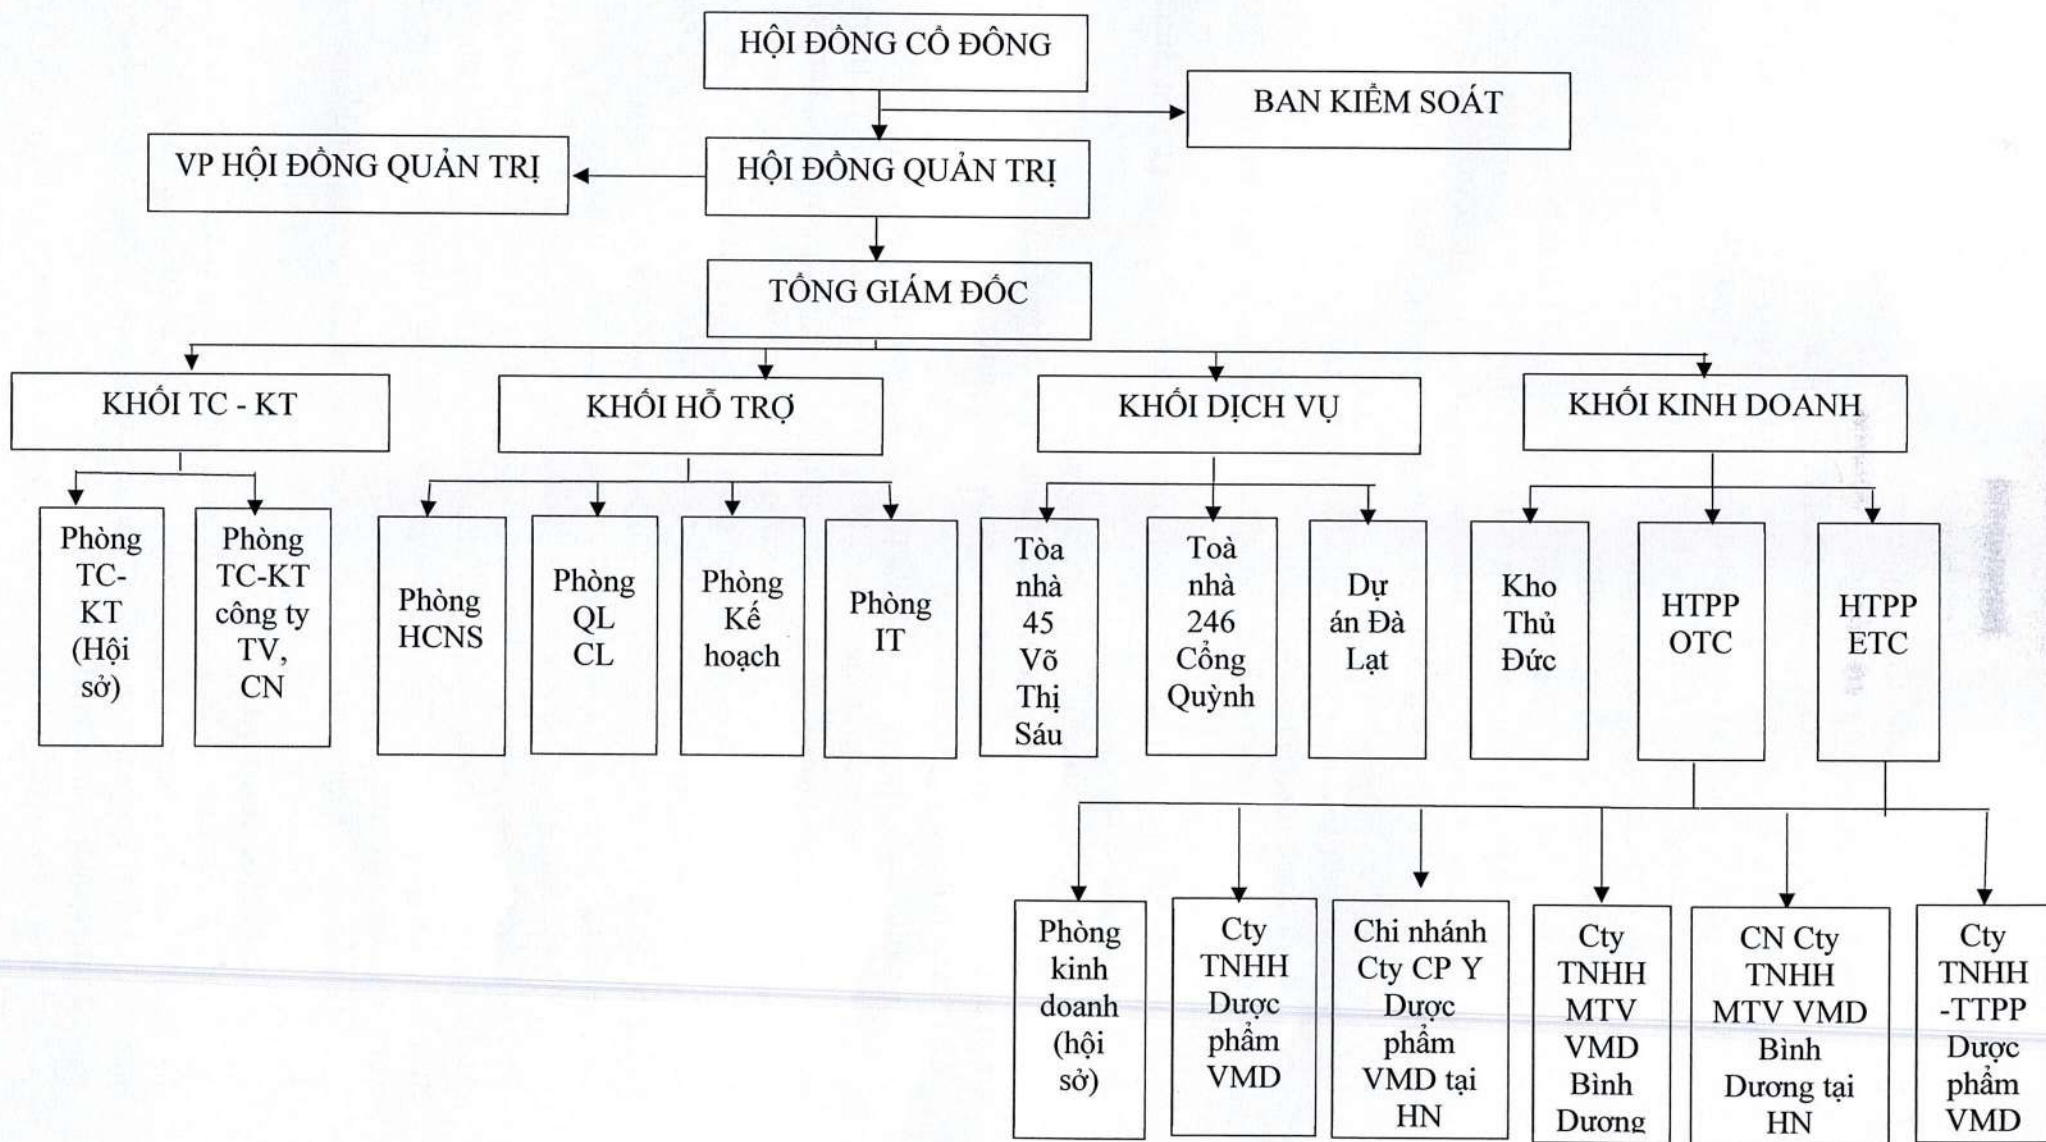 HỘI ĐỒNG CỔ ĐÔNG
BAN KIỂM SOÁT
VP HỘI ĐỒNG QUẢN TRỊ
HỘI ĐỒNG QUẢN TRỊ
TỔNG GIÁM ĐỐC
KHỐI TC - KT
KHỐI HỖ TRỢ
KHỐI DỊCH VỤ
KHỐI KINH DOANH
Phòng
TC-
KT
(Hội
sở)
Phòng
TC-KT
công ty
TV,
CN
Phòng
HCNS
Phòng
QL
CL
Phòng
Kế
hoạch
Phòng
IT
Tòa
nhà
45
Võ
Thị
Sáu
Toà
nhà
246
Cống
Quỳnh
Dự
án Đà
Lạt
Kho
Thủ
Đức
HTPP
OTC
HTPP
ETC
Phòng
kinh
doanh
(hội
sở)
Cty
TNHH
Dược
phẩm
VMD
Chi nhánh
Cty CP Y
Dược
phẩm
VMD tại
HN
Cty
TNHH
MTV
VMD
Bình
Dương
CN Cty
TNHH
MTV VMD
Bình
Dương tại
HN
Cty
TNHH
-TTPP
Dược
phẩm
VMD